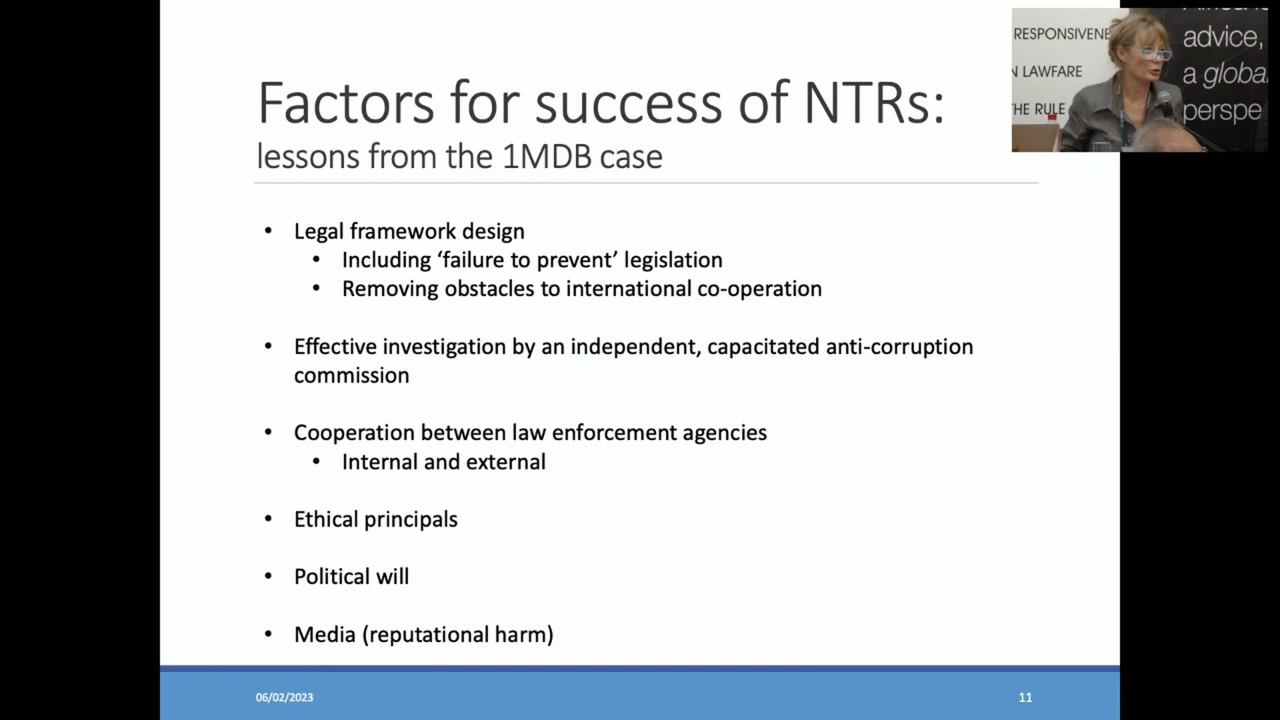 Factors for success of NTRs:
lessons from the 1MDB case
• Legal framework design
• Including ‘failure to prevent’ legislation
• Removing obstacles to international co-operation
• Effective investigation by an independent, capacitated anti-corruption
commission
• Cooperation between law enforcement agencies
• Internal and external
• Ethical principals
• Political will
• Media (reputational harm)
06/02/2023
11
RESPONSIVENE
N LAWFARE
THE RULE
advice,
a global
perspe